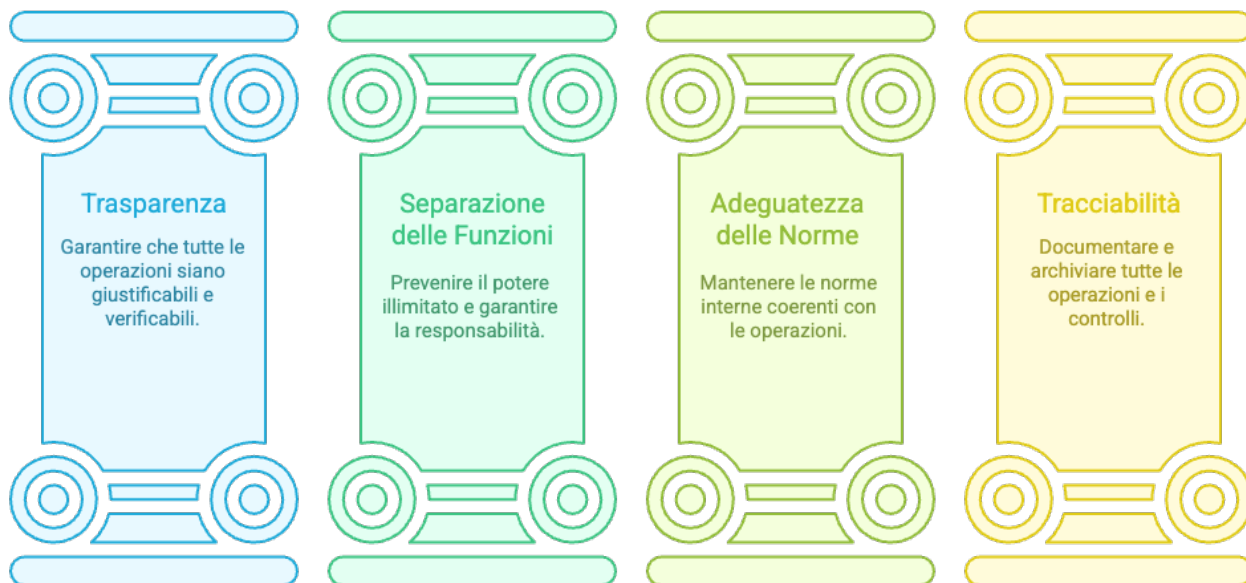 Trasparenza
Garantire che tutte le
operazioni siano
giustificabili e
verificabili.
Separazione
delle Funzioni
Prevenire il potere
illimitato e garantire
la responsabilità.
Adeguatezza
delle Norme
Mantenere le norme
interne coerenti con
le operazioni.
Tracciabilità
Documentare e
archiviare tutte le
operazioni e i
controlli.